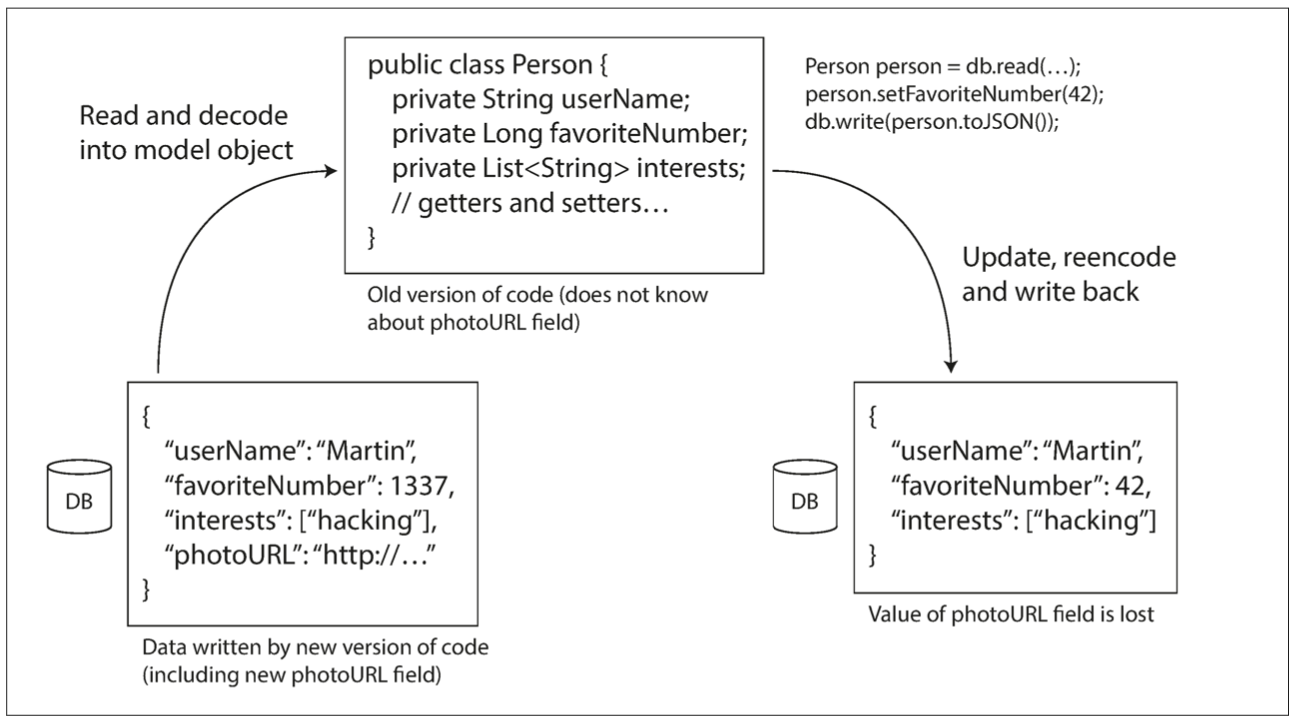 public class Person {
private String userName;
private Long favoriteNumber;
private List<String> interests;
// getters and setters…
}
Person person = db.read(…);
person.setFavoriteNumber(42);
db.write(person.toJSON());
Read and decode
into model object
Old version of code (does not know
about photoURL field)
Update, reencode
and write back
DB
{
“userName”: “Martin”,
“favoriteNumber”: 1337,
“interests”: [“hacking”],
“photoURL”: “http://…”
}
Data written by new version of code
(including new photoURL field)
DB
{
“userName”: “Martin”,
“favoriteNumber”: 42,
“interests”: [“hacking”]
}
Value of photoURL field is lost